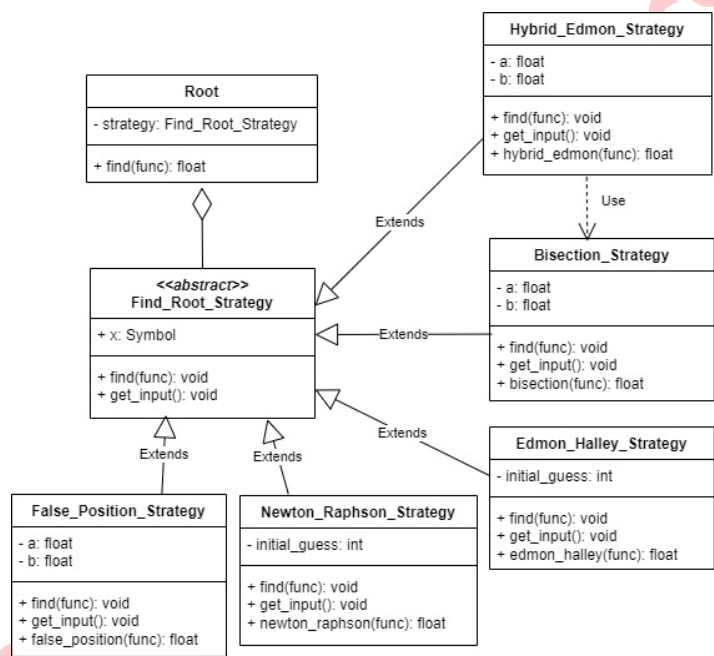 Hybrid_Edmon_Strategy
- a: float
- b: float
+ find(func): void
+ get_input(): void
+ hybrid_edmon(func): float
Root
- strategy: Find_Root_Strategy
+ find(func): float
Use
Extends
<<abstract>>
Find_Root_Strategy
+ x: Symbol
+ find(func): void
+ get_input(): void
Bisection_Strategy
- a: float
- b: float
+ find(func): void
+ get_input(): void
+ bisection(func): float
Extends
Extends
Edmon_Halley_Strategy
- initial_guess: int
+ find(func): void
+ get_input(): void
+ edmon_halley(func): float
Extends
Extends
False_Position_Strategy
- a: float
- b: float
+ find(func): void
+ get_input(): void
+ false_position(func): float
Newton_Raphson_Strategy
- initial_guess: int
+ find(func): void
+ get_input(): void
+ newton_raphson(func): float